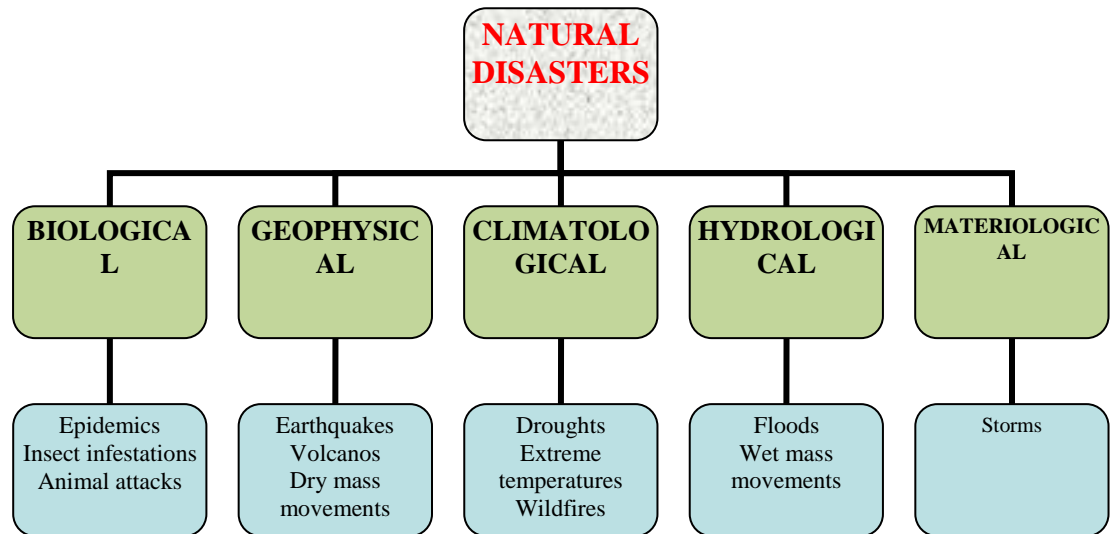 NATURAL
DISASTERS
BIOLOGICA
L
GEOPHYSIC
AL
CLIMATOLO
GICAL
HYDROLOGI
CAL
MATERIOLOGIC
AL
Epidemics
Insect infestations
Animal attacks
Earthquakes
Volcanos
Dry mass
movements
Droughts
Extreme
temperatures
Wildfires
Floods
Wet mass
movements
Storms